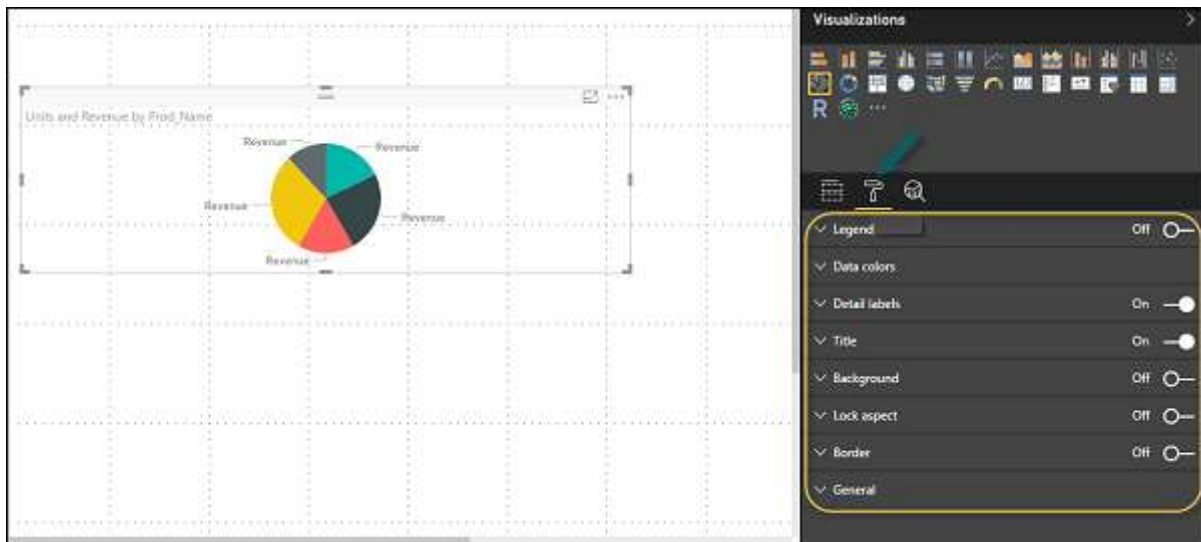 Visualizations
Units and Revenue by Prod_Name
Revenue
Revenue
Revenue
Revenue
Revenue
R
Legend Off
Data colors
Detail labels On
Title On
Background Off
Lock aspect Off
Border Off
General